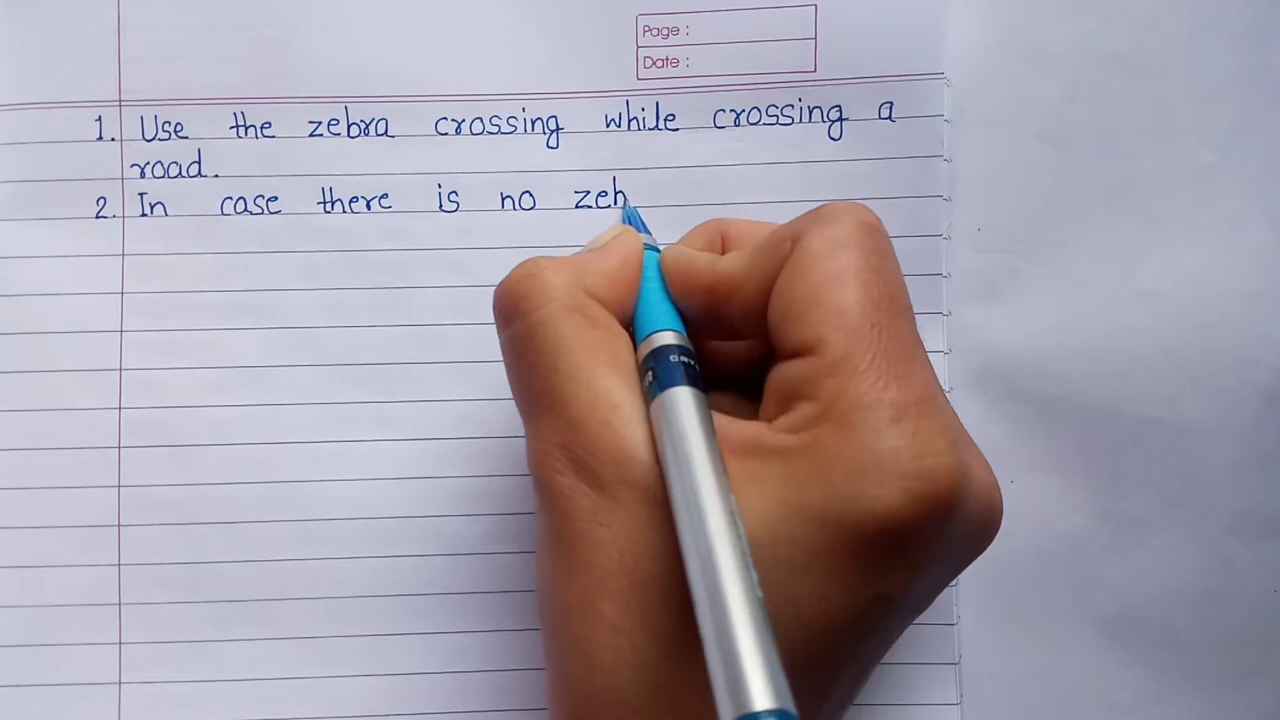 Page :
Date :
1. Use the zebra crossing while crossing a
road.
2. In case there is no zeb